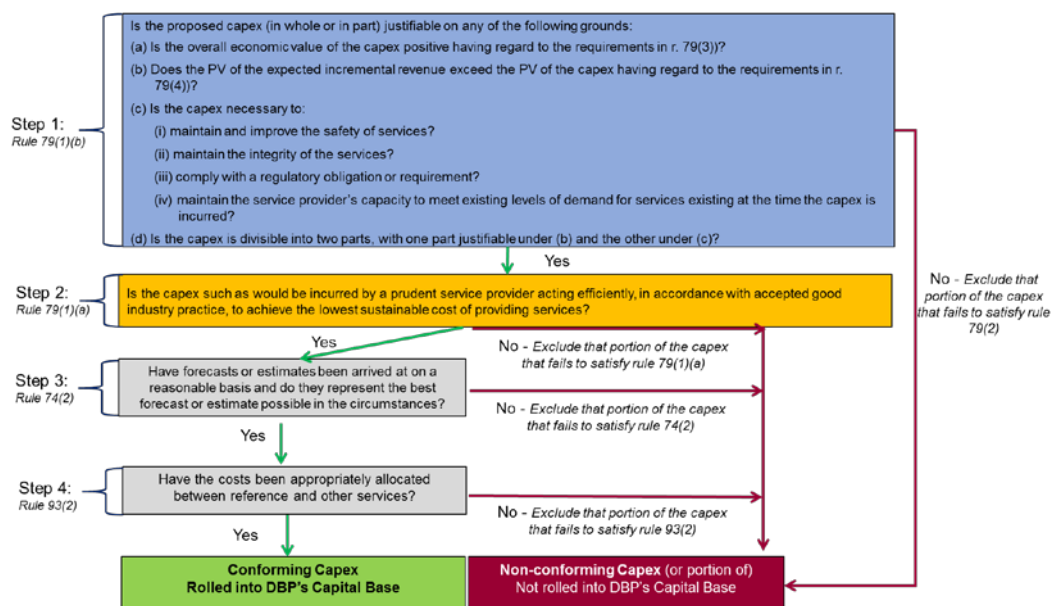 Is the proposed capex (in whole or in part) justifiable on any of the following grounds:
(a) Is the overall economic value of the capex positive having regard to the requirements in r. 79(3))?
(b) Does the PV of the expected incremental revenue exceed the PV of the capex having regard to the requirements in r.
79(4))?
(c) Is the capex necessary to:
(i) maintain and improve the safety of services?
(ii) maintain the integrity of the services?
(iii) comply with a regulatory obligation or requirement?
(iv) maintain the service provider's capacity to meet existing levels of demand for services existing at the time the capex is
incurred?
(d) Is the capex is divisible into two parts, with one part justifiable under (b) and the other under (c)?
Step 1:
Rule 79(1)(b)
Yes
No - Exclude that
portion of the capex
that fails to satisfy rule
79(2)
Step 2:
Rule 79(1)(a)
Is the capex such as would be incurred by a prudent service provider acting efficiently, in accordance with accepted good
industry practice, to achieve the lowest sustainable cost of providing services?
Yes
No - Exclude that portion of the capex
that fails to satisfy rule 79(1)(a)
Step 3:
Rule 74(2)
Have forecasts or estimates been arrived at on a
reasonable basis and do they represent the best
forecast or estimate possible in the circumstances?
No - Exclude that portion of the capex
that fails to satisfy rule 74(2)
Yes
Step 4:
Rule 93(2)
Have the costs been appropriately allocated
between reference and other services?
No - Exclude that portion of the capex
that fails to satisfy rule 93(2)
Yes
Conforming Capex
Rolled into DBP's Capital Base
Non-conforming Capex (or portion of)
Not rolled into DBP's Capital Base